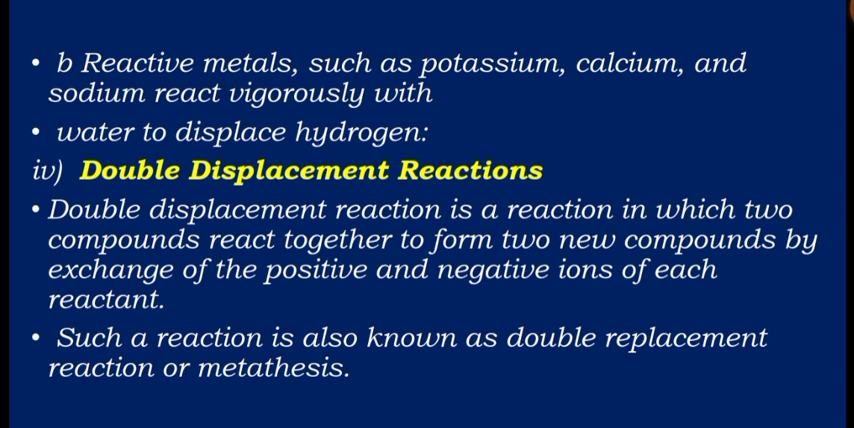 • b Reactive metals, such as potassium, calcium, and
sodium react vigorously with
• water to displace hydrogen:
iv) Double Displacement Reactions
• Double displacement reaction is a reaction in which two
compounds react together to form two new compounds by
exchange of the positive and negative ions of each
reactant.
• Such a reaction is also known as double replacement
reaction or metathesis.